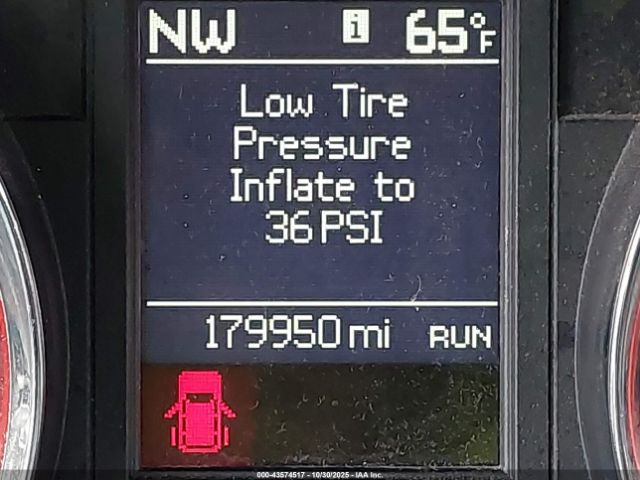 NW i 65°F
Low Tire
Pressure
Inflate to
36 PSI
179950 mi RUN
000-43574517 - 10/30/2025 - IAA Inc.